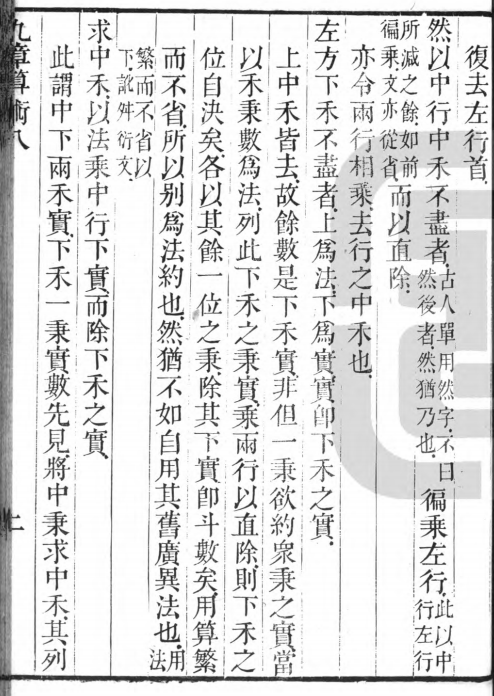 復去左行首
然以中行中禾不盡者古人單用然字不曰然後者然猶乃也徧乘左行此以中行左行
所減之餘如前徧乘文亦從省而以直除
亦令兩行相乘去行之中禾也
左方下禾不盡者上爲法下爲實實卽下禾之實
上中禾皆去故餘數是下禾實非但一秉欲約衆秉之實當
以禾秉數爲法列此下禾之秉實乘兩行以直除則下禾之
位自決矣各以其餘一位之秉除其下實卽斗數矣用算繁
而不省所以别爲法約也然猶不如自用其舊廣異法也用法
繁而不省以下訛舛衍文
求中禾以法乘中行下實而除下禾之實
此謂中下兩禾實下禾一秉實數先見將中秉求中禾其列
九章算術八